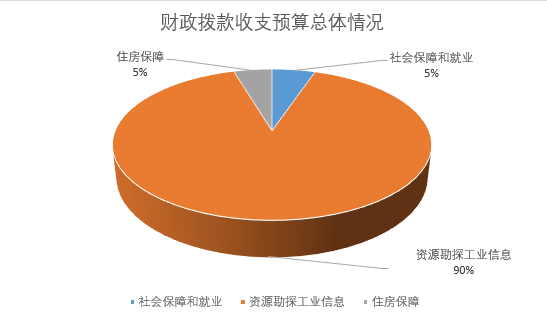 财政拨款收支预算总体情况
住房保障
5%
社会保障和就业
5%
资源勘探工业信息
90%
社会保障和就业 资源勘探工业信息 住房保障